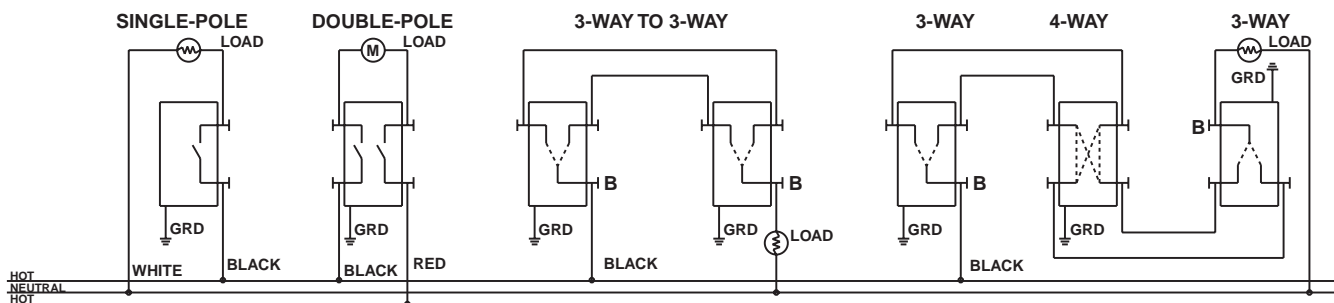 SINGLE-POLE
DOUBLE-POLE
3-WAY TO 3-WAY
3-WAY
4-WAY
3-WAY
LOAD
LOAD
LOAD
M
GRD
B
B
B
B
GRD
GRD
GRD
GRD
GRD
GRD
LOAD
WHITE
BLACK
BLACK
RED
BLACK
BLACK
HOT
NEUTRAL
HOT